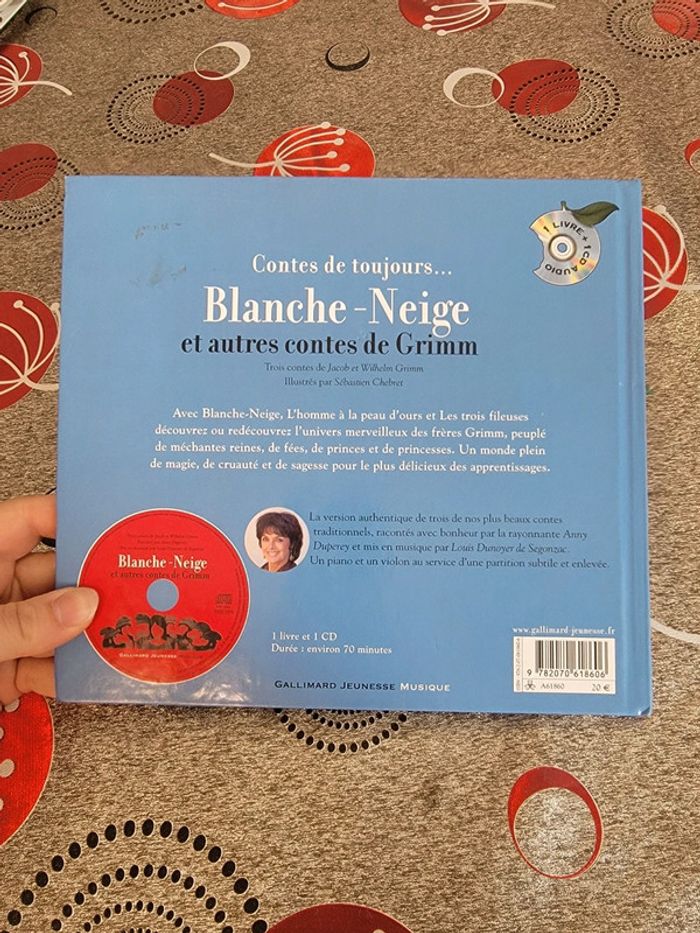 1 LIVRE + 1 CD AUDIO
Contes de toujours...
Blanche-Neige
et autres contes de Grimm
Trois contes de Jacob et Wilhelm Grimm
Illustrés par Sébastien Chebret
Avec Blanche-Neige, L'homme à la peau d'ours et Les trois fileuses
découvrez ou redécouvrez l'univers merveilleux des frères Grimm, peuplé
de méchantes reines, de fées, de princes et de princesses. Un monde plein
de magie, de cruauté et de sagesse pour le plus délicieux des apprentissages.
La version authentique de trois de nos plus beaux contes
traditionnels, racontés avec bonheur par la rayonnante Anny
Duperey et mis en musique par Louis Dunoyer de Segonzac.
Un piano et un violon au service d'une partition subtile et enlevée.
Blanche-Neige
et autres contes de Grimm
GALLIMARD JEUNESSE
1 livre et 1 CD
Durée : environ 70 minutes
GALLIMARD JEUNESSE MUSIQUE
www.gallimard-jeunesse.fr
9 782070 618606
A61860 20 €